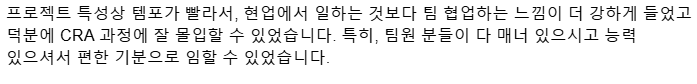 프로젝트 특성상 템포가 빨라서, 현업에서 일하는 것보다 팀 협업하는 느낌이 더 강하게 들었고
덕분에 CRA 과정에 잘 몰입할 수 있었습니다. 특히, 팀원 분들이 다 매너 있으시고 능력
있으셔서 편한 기분으로 임할 수 있었습니다.